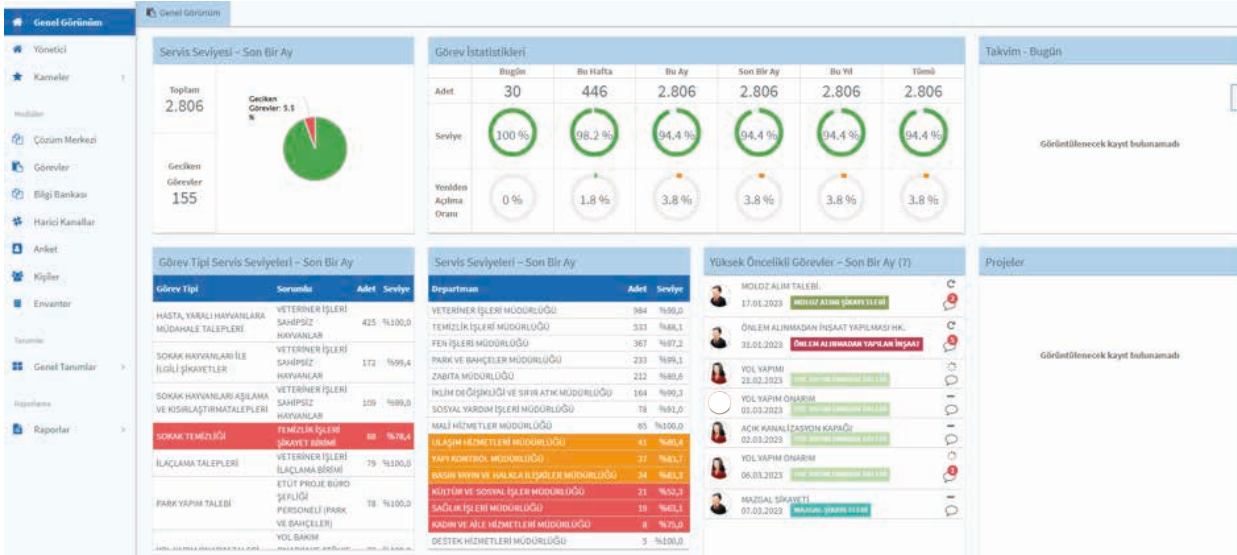 Genel Görünüm
Yönetici
Karneler
Modüller
Çözüm Merkezi
Görevler
Bilgi Bankası
Harici Kanallar
Anket
Kişiler
Envanter
Tanımlar
Genel Tanımlar
Raporlama
Raporlar
Genel Görünüm
Servis Seviyesi – Son Bir Ay
Toplam
2.806
Geciken
Görevler
155
Geciken
Görevler: 5.5
%
Görev İstatistikleri
Bugün Bu Hafta Bu Ay Son Bir Ay Bu Yıl Tümü
Adet 30 446 2.806 2.806 2.806 2.806
Seviye 100 % 98.2 % 94.4 % 94.4 % 94.4 % 94.4 %
Yeniden
Açılma 0 % 1.8 % 3.8 % 3.8 % 3.8 % 3.8 %
Oranı
Takvim - Bugün
Görüntülenecek kayıt bulunamadı
Görev Tipi Servis Seviyeleri – Son Bir Ay
Görev Tipi Sorumlu Adet Seviye
HASTA, YARALI HAYVANLARA
MÜDAHALE TALEPLERİ
VETERİNER İŞLERİ
SAHİPSİZ
HAYVANLAR
425 %100,0
SOKAK HAYVANLARI İLE
İLGİLİ ŞİKAYETLER
VETERİNER İŞLERİ
SAHİPSİZ
HAYVANLAR
172 %99,4
SOKAK HAYVANLARI AŞILAMA
VE KISIRLAŞTIRMATALEPLERİ
VETERİNER İŞLERİ
SAHİPSİZ
HAYVANLAR
109 %99,0
SOKAK TEMİZLİĞİ
TEMİZLİK İŞLERİ
ŞİKAYET BİRİMİ
88 %78,4
İLAÇLAMA TALEPLERİ
VETERİNER İŞLERİ
İLAÇLAMA BİRİMİ
79 %100,0
PARK YAPIM TALEBİ
ETÜT PROJE BÜRO
ŞEFLİĞİ
PERSONELİ (PARK
VE BAHÇELER)
78 %100,0
YOL BAKIM
Servis Seviyeleri – Son Bir Ay
Departman Adet Seviye
VETERİNER İŞLERİ MÜDÜRLÜĞÜ 984 %99,0
TEMİZLİK İŞLERİ MÜDÜRLÜĞÜ 533 %88,1
FEN İŞLERİ MÜDÜRLÜĞÜ 367 %97,2
PARK VE BAHÇELER MÜDÜRLÜĞÜ 233 %99,1
ZABITA MÜDÜRLÜĞÜ 212
İKLİM DEĞİŞİKLİĞİ VE SIFIR ATIK MÜDÜRLÜĞÜ 164 %99,3
SOSYAL YARDIM İŞLERİ MÜDÜRLÜĞÜ 78 %91,0
MALİ HİZMETLER MÜDÜRLÜĞÜ 65 %100,0
ULAŞIM HİZMETLERİ MÜDÜRLÜĞÜ 41 %85,4
YAPI KONTROL MÜDÜRLÜĞÜ 37
BASIN YAYIN VE HALKLA İLİŞKİLER MÜDÜRLÜĞÜ 24
KÜLTÜR VE SOSYAL İŞLER MÜDÜRLÜĞÜ 21 %52,3
SAĞLIK İŞLERİ MÜDÜRLÜĞÜ 19 %63,1
KADIN VE AİLE HİZMETLERİ MÜDÜRLÜĞÜ 8 %75,0
DESTEK HİZMETLERİ MÜDÜRLÜĞÜ 5 %100,0
Yüksek Öncelikli Görevler – Son Bir Ay (7)
MOLOZ ALIM TALEBİ.
17.01.2023 MOLOZ ATIMI ŞİKAYETLERİ
ÖNLEM ALINMADAN İNŞAAT YAPILMASI HK.
31.01.2023 ÖNLEM ALINMADAN YAPILAN İNŞAAT
YOL YAPIMI
21.02.2023
YOL YAPIM ONARIM
01.03.2023
AÇIK KANALİZASYON KAPAĞI
02.03.2023
YOL YAPIM ONARIM
06.03.2023
MAZGAL ŞİKAYETİ
07.03.2023 MAZGAL ŞİKAYETLERİ
Projeler
Görüntülenecek kayıt bulunamadı